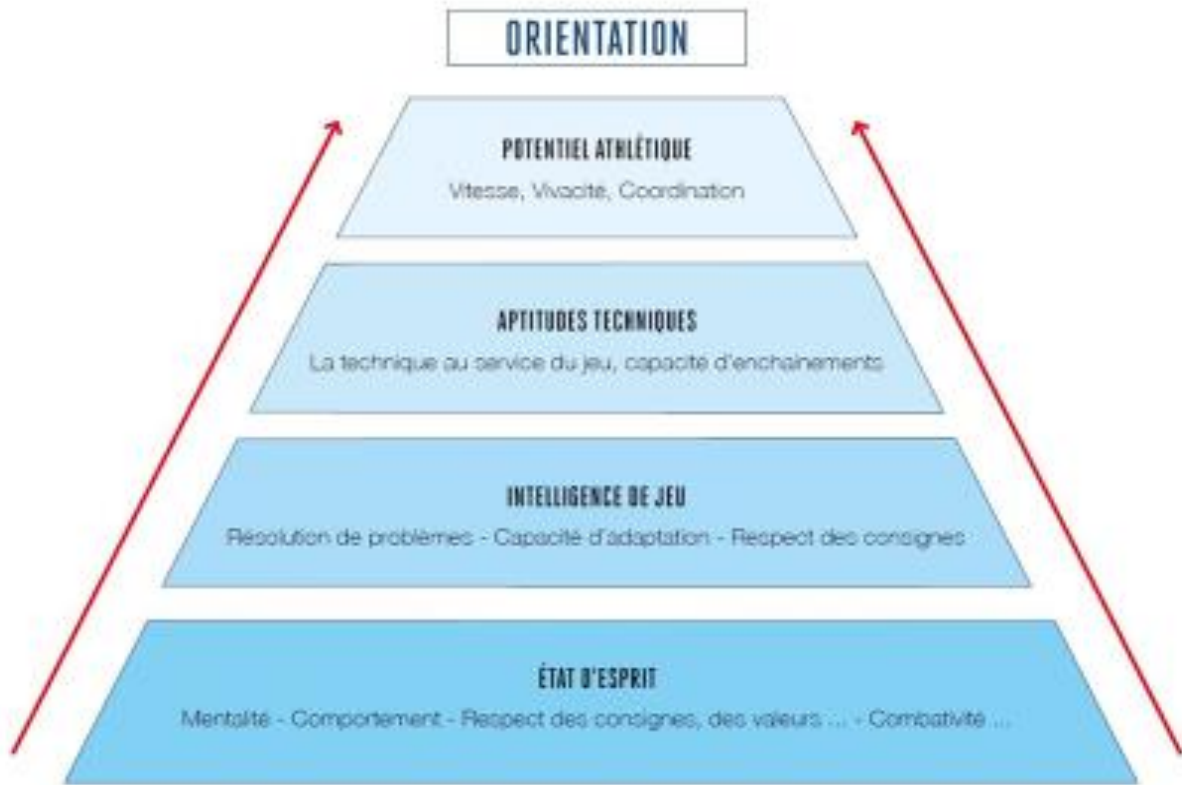 ORIENTATION
POTENTIEL ATHLÉTIQUE
Vitesse, Vivacité, Coordination
APTITUDES TECHNIQUES
La technique au service du jeu, capacité d'enchainements
INTELLIGENCE DE JEU
Résolution de problèmes - Capacité d'adaptation - Respect des consignes
ÉTAT D'ESPRIT
Mentalité - Comportement - Respect des consignes, des valeurs ... - Combativité ...